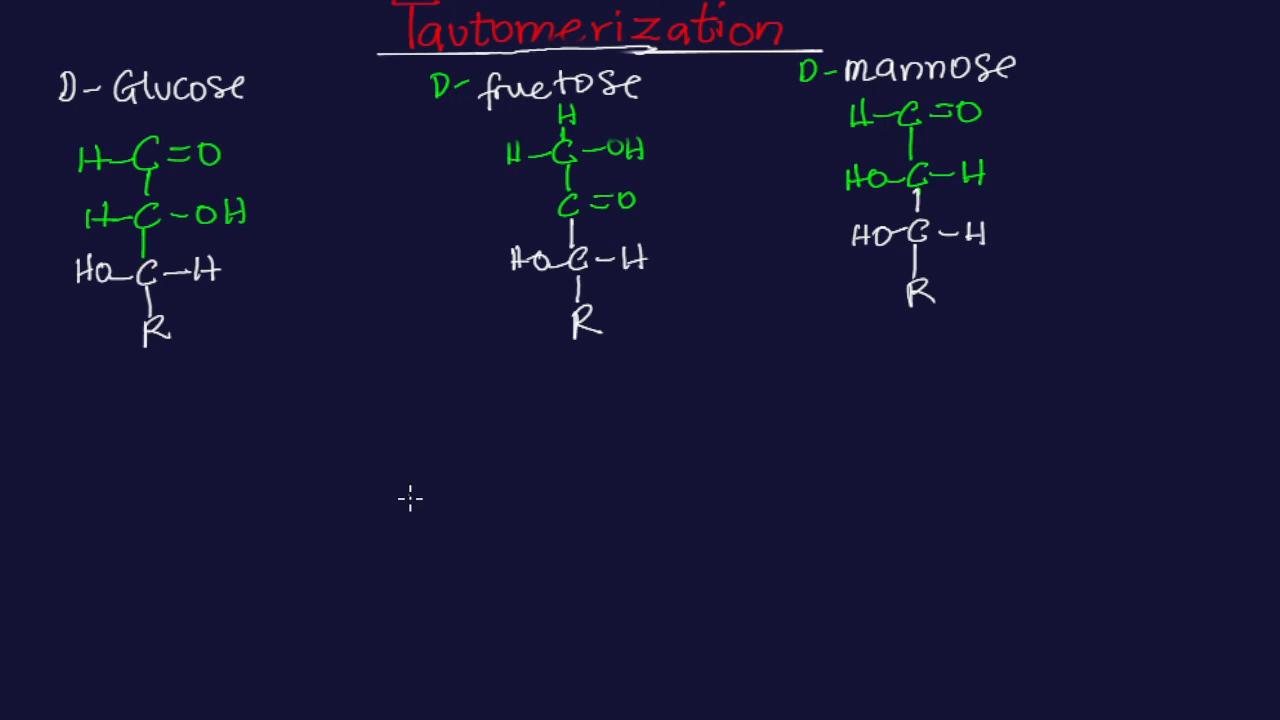 Tautomerization
D- Glucose
H-C=O
H-C-OH
HO-C-H
R
D- fructose
H
H-C-OH
C=O
HO-C-H
R
D- mannose
H-C=O
HO-C-H
HO-C-H
R